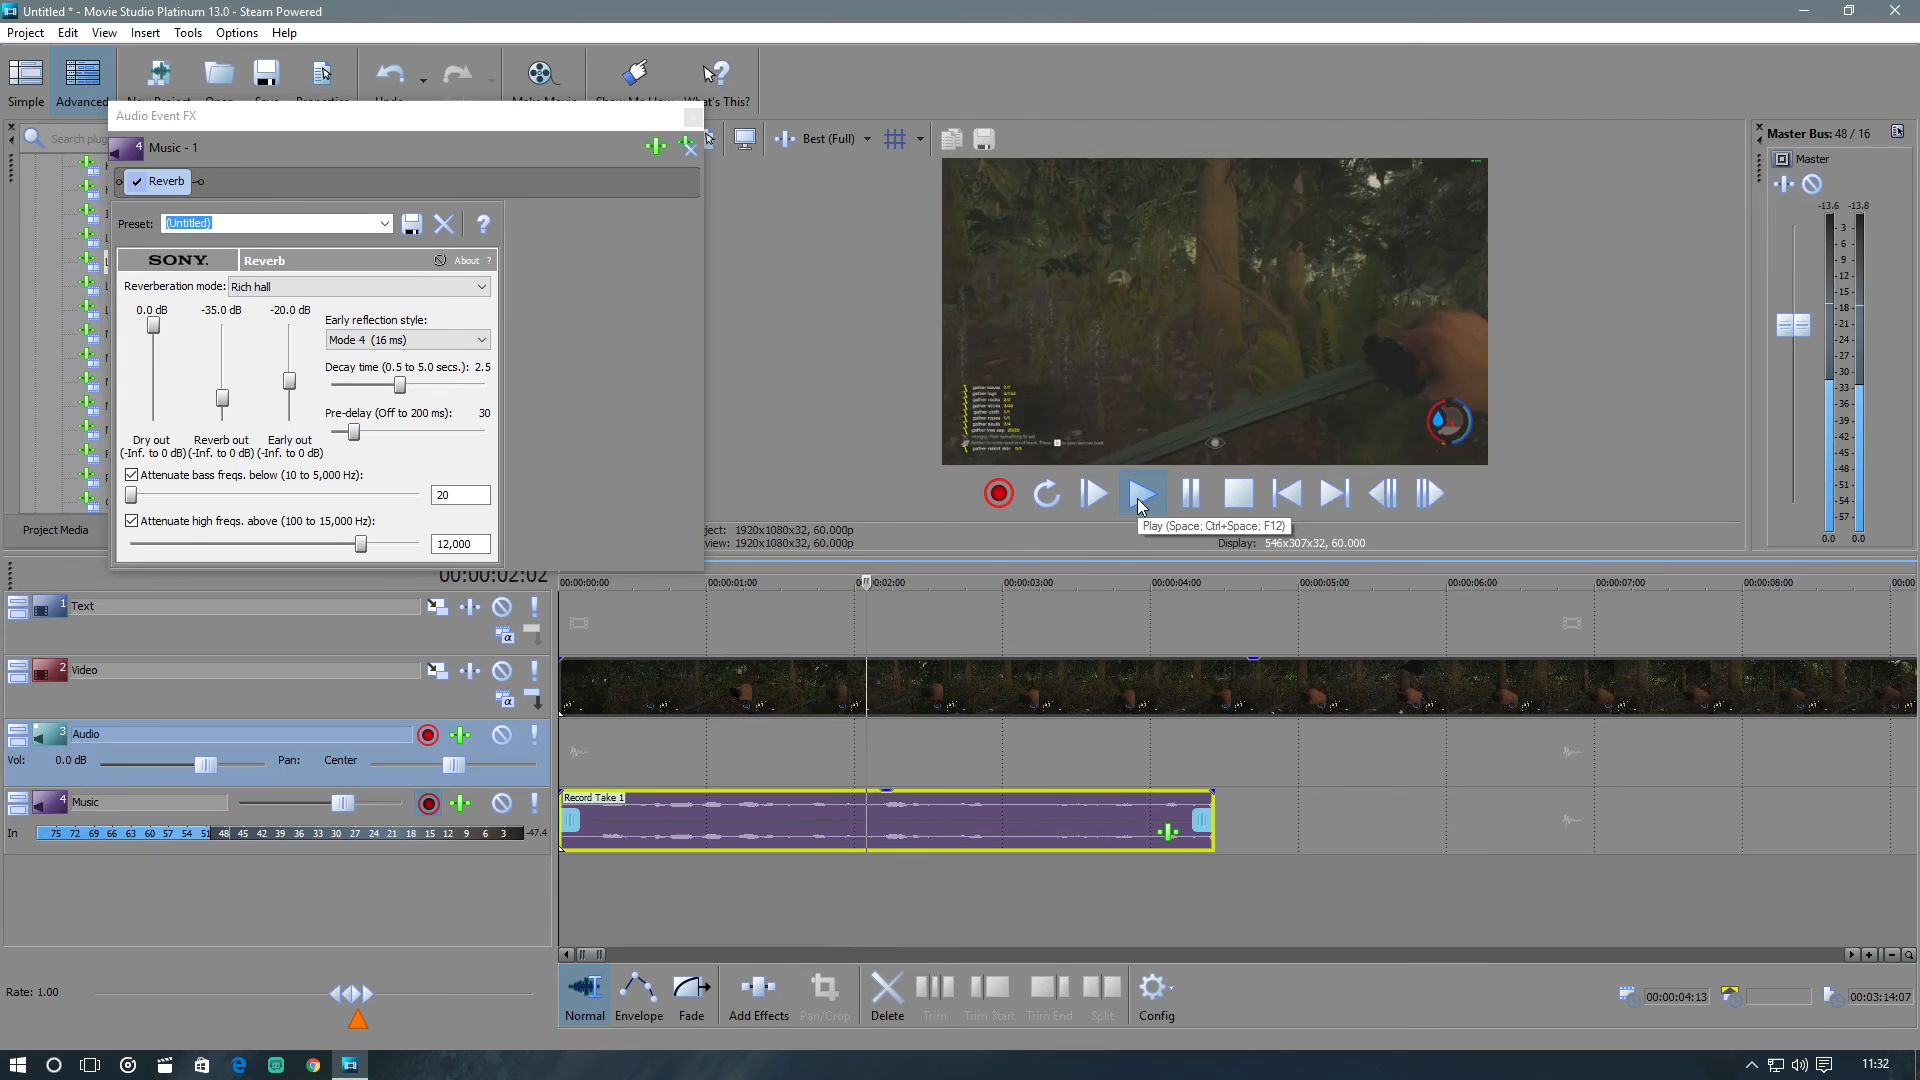 Untitled * - Movie Studio Platinum 13.0 - Steam Powered
Project Edit View Insert Tools Options Help
Simple Advanced What's This?
Audio Event FX
4 Music - 1
Reverb
Preset: (Untitled)
SONY. Reverb About ?
Reverberation mode: Rich hall
0.0 dB -35.0 dB -20.0 dB
Early reflection style:
Mode 4 (16 ms)
Decay time (0.5 to 5.0 secs.): 2.5
Pre-delay (Off to 200 ms): 30
Dry out Reverb out Early out
(-Inf. to 0 dB) (-Inf. to 0 dB) (-Inf. to 0 dB)
Attenuate bass freqs. below (10 to 5,000 Hz):
20
Attenuate high freqs. above (100 to 15,000 Hz):
12,000
Search plug
Project Media
Best (Full)
Play (Space; Ctrl+Space; F12)
ject: 1920x1080x32, 60.000p
view: 1920x1080x32, 60.000p
Display: 546x307x32, 60.000
Master Bus: 48 / 16
Master
-13.6 -13.8
3
6
9
12
15
18
21
24
27
30
33
36
39
42
45
48
51
54
57
0.0 0.0
00:00:02:02
00:00:00:00 00:00:01:00 00:00:02:00 00:00:03:00 00:00:04:00 00:00:05:00 00:00:06:00 00:00:07:00 00:00:08:00 00:00
1 Text
2 Video
3 Audio
Vol: 0.0 dB Pan: Center
4 Music
In 75 72 69 66 63 60 57 54 51 48 45 42 39 36 33 30 27 24 21 18 15 12 9 6 3 -47.4
Record Take 1
Rate: 1.00
Normal Envelope Fade Add Effects Pan/Crop Delete Trim Trim Start Trim End Split Config
00:00:04:13 00:03:14:07
11:32